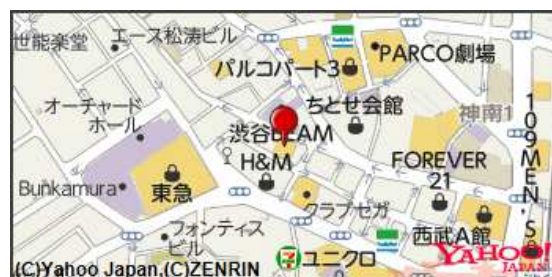 世能楽堂
エース松涛ビル
FamilyMart
PARCO劇場
パルコパート3
オーチャード
ホール
ちとせ会館
神南1
渋谷BEAM
109MEN'S
H&M
FOREVER
21
Bunkamura
東急
クラブセガ
フォンティス
ビル
西武A館
ユニクロ
YAHOO!
JAPAN
(C)Yahoo Japan,(C)ZENRIN